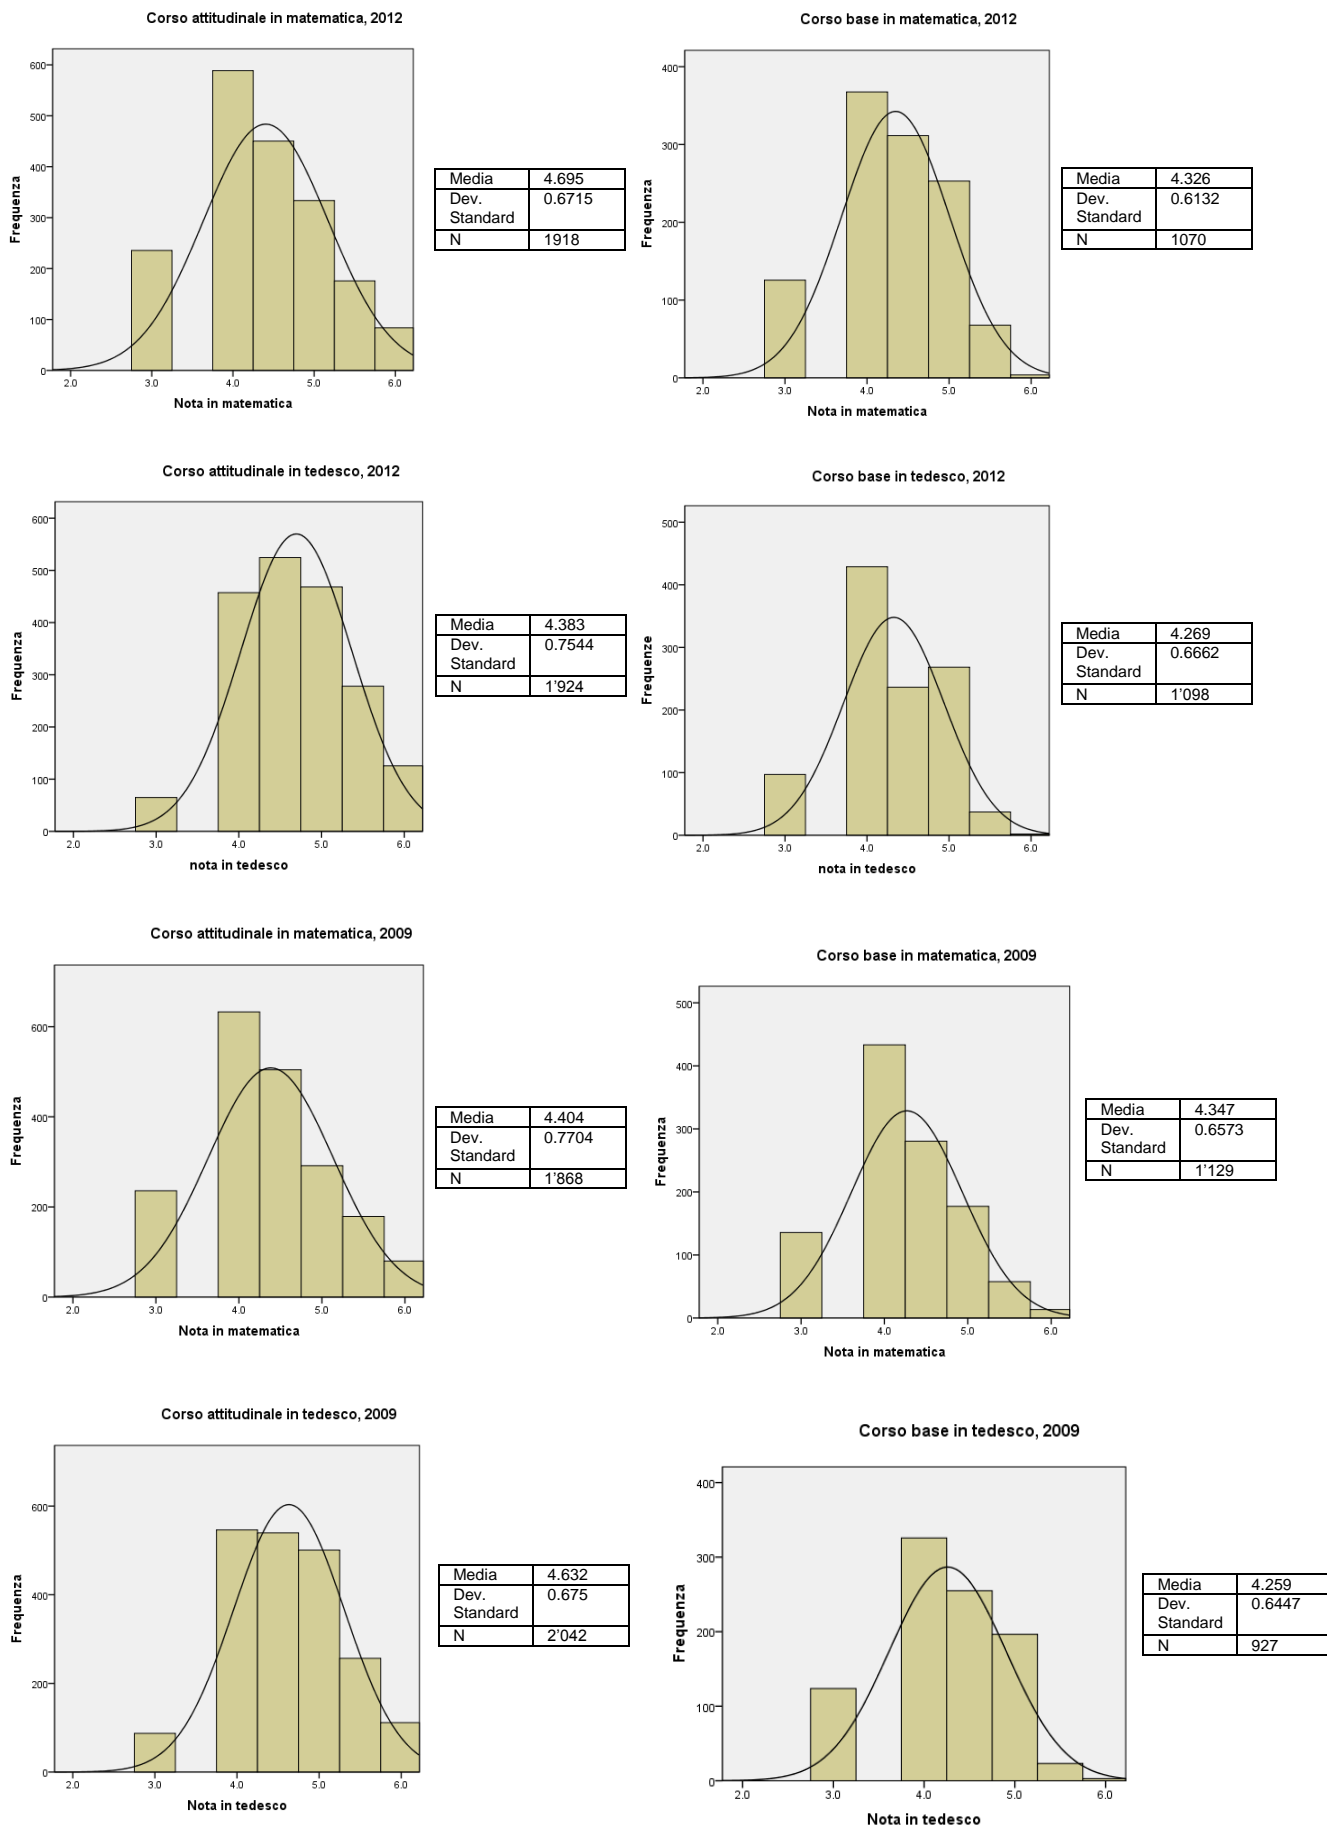 Corso attitudinale in matematica, 2012
600
500
400
300
200
100
0
2.0 3.0 4.0 5.0 6.0
Frequenza
Nota in matematica
Media 4.695
Dev. Standard 0.6715
N 1918
Corso base in matematica, 2012
400
300
200
100
0
2.0 3.0 4.0 5.0 6.0
Frequenza
Nota in matematica
Media 4.326
Dev. Standard 0.6132
N 1070
Corso attitudinale in tedesco, 2012
600
500
400
300
200
100
0
2.0 3.0 4.0 5.0 6.0
Frequenza
nota in tedesco
Media 4.383
Dev. Standard 0.7544
N 1'924
Corso base in tedesco, 2012
500
400
300
200
100
0
2.0 3.0 4.0 5.0 6.0
Frequenze
nota in tedesco
Media 4.269
Dev. Standard 0.6662
N 1'098
Corso attitudinale in matematica, 2009
600
400
200
0
2.0 3.0 4.0 5.0 6.0
Frequenza
Nota in matematica
Media 4.404
Dev. Standard 0.7704
N 1'868
Corso base in matematica, 2009
500
400
300
200
100
0
2.0 3.0 4.0 5.0 6.0
Frequenza
Nota in matematica
Media 4.347
Dev. Standard 0.6573
N 1'129
Corso attitudinale in tedesco, 2009
600
400
200
0
2.0 3.0 4.0 5.0 6.0
Frequenza
Nota in tedesco
Media 4.632
Dev. Standard 0.675
N 2'042
Corso base in tedesco, 2009
400
300
200
100
0
2.0 3.0 4.0 5.0 6.0
Frequenza
Nota in tedesco
Media 4.259
Dev. Standard 0.6447
N 927